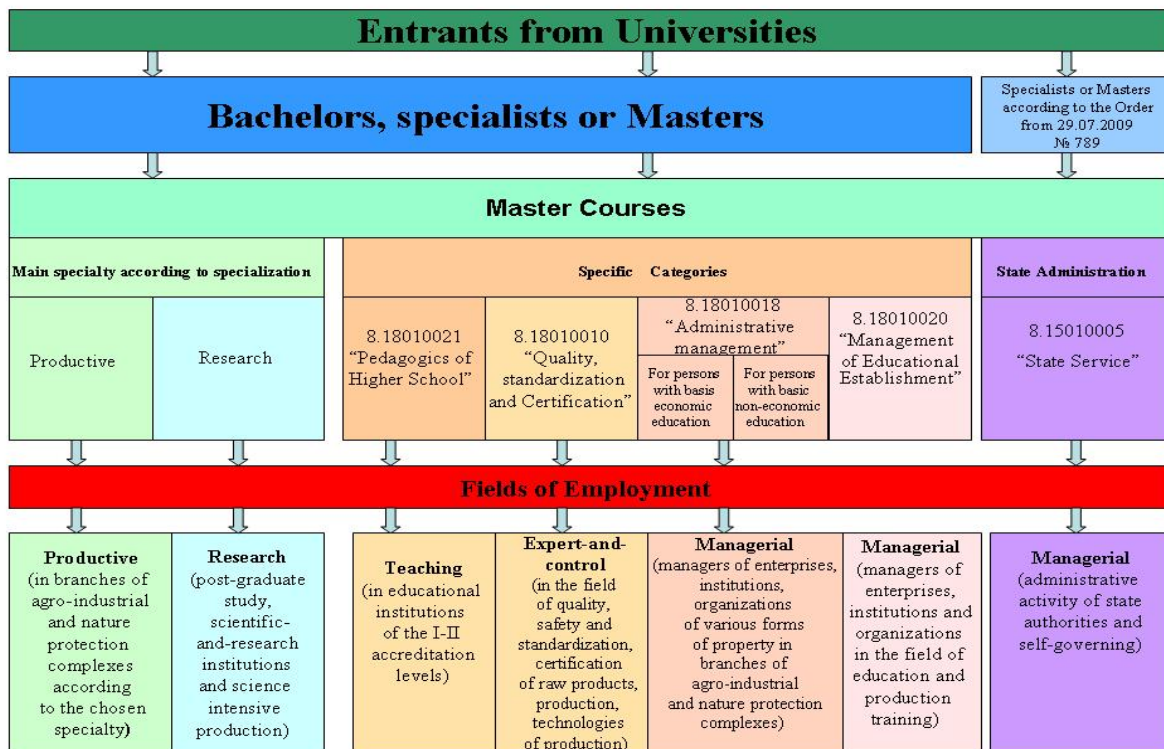 Entrants from Universities
Bachelors, specialists or Masters
Specialists or Masters
according to the Order
from 29.07.2009
№ 789
Master Courses
Main specialty according to specialization
Specific Categories
State Administration
Productive
Research
8.18010021
“Pedagogics of
Higher School”
8.18010010
“Quality,
standardization
and Certification”
8.18010018
“Administrative
management”
For persons
with basis
economic
education
For persons
with basic
non-economic
education
8.18010020
“Management
of Educational
Establishment”
8.15010005
“State Service”
Fields of Employment
Productive
(in branches of
agro-industrial
and nature
protection
complexes
according
to the chosen
specialty)
Research
(post-graduate
study,
scientific-
and-research
institutions
and science
intensive
production)
Teaching
(in educational
institutions
of the I-II
accreditation
levels)
Expert-and-
control
(in the field
of quality,
safety and
standardization,
certification
of raw products,
production,
technologies
of production)
Managerial
(managers of enterprises,
institutions,
organizations
of various forms
of property in
branches of
agro-industrial
and nature protection
complexes)
Managerial
(managers of
enterprises,
institutions and
organizations
in the field of
education and
production
training)
Managerial
(administrative
activity of state
authorities and
self-governing)